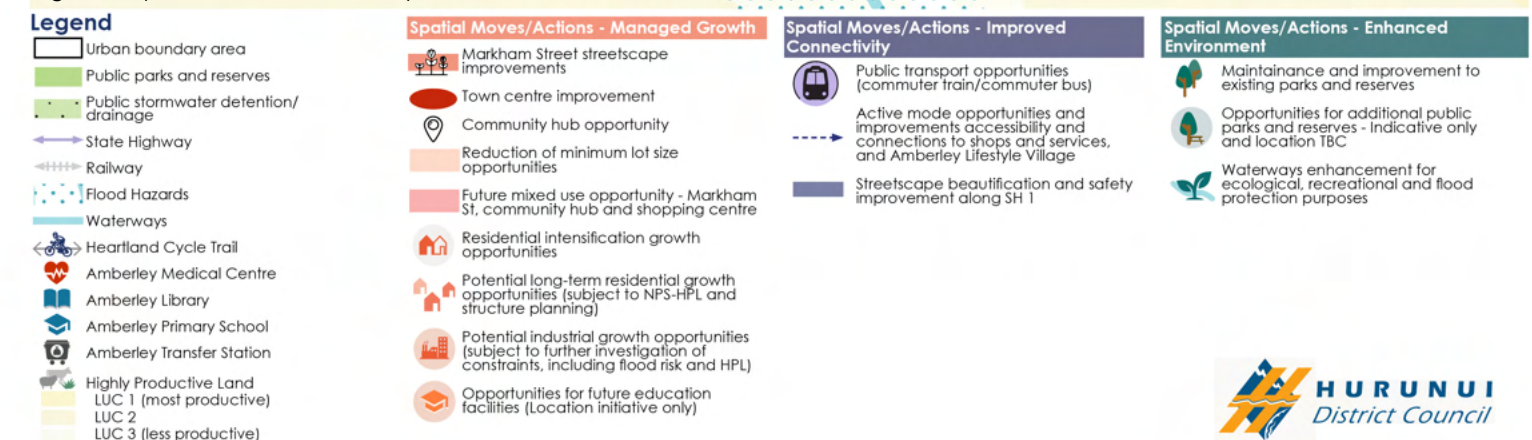 Legend
Urban boundary area
Public parks and reserves
Public stormwater detention/
drainage
State Highway
Railway
Flood Hazards
Waterways
Heartland Cycle Trail
Amberley Medical Centre
Amberley Library
Amberley Primary School
Amberley Transfer Station
Highly Productive Land
LUC 1 (most productive)
LUC 2
LUC 3 (less productive)
Spatial Moves/Actions - Managed Growth
Markham Street streetscape
improvements
Town centre improvement
Community hub opportunity
Reduction of minimum lot size
opportunities
Future mixed use opportunity - Markham
St, community hub and shopping centre
Residential intensification growth
opportunities
Potential long-term residential growth
opportunities (subject to NPS-HPL and
structure planning)
Potential industrial growth opportunities
(subject to further investigation of
constraints, including flood risk and HPL)
Opportunities for future education
facilities (Location initiative only)
Spatial Moves/Actions - Improved
Connectivity
Public transport opportunities
(commuter train/commuter bus)
Active mode opportunities and
improvements accessibility and
connections to shops and services,
and Amberley Lifestyle Village
Streetscape beautification and safety
improvement along SH 1
Spatial Moves/Actions - Enhanced
Environment
Maintainance and improvement to
existing parks and reserves
Opportunities for additional public
parks and reserves - Indicative only
and location TBC
Waterways enhancement for
ecological, recreational and flood
protection purposes
HURUNUI
District Council